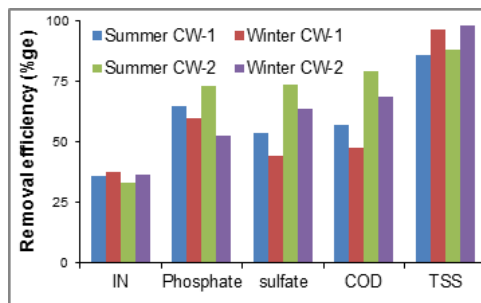 Removal efficiency (%ge)
100
75
50
25
0
Summer CW-1 Winter CW-1
Summer CW-2 Winter CW-2
IN Phosphate sulfate COD TSS